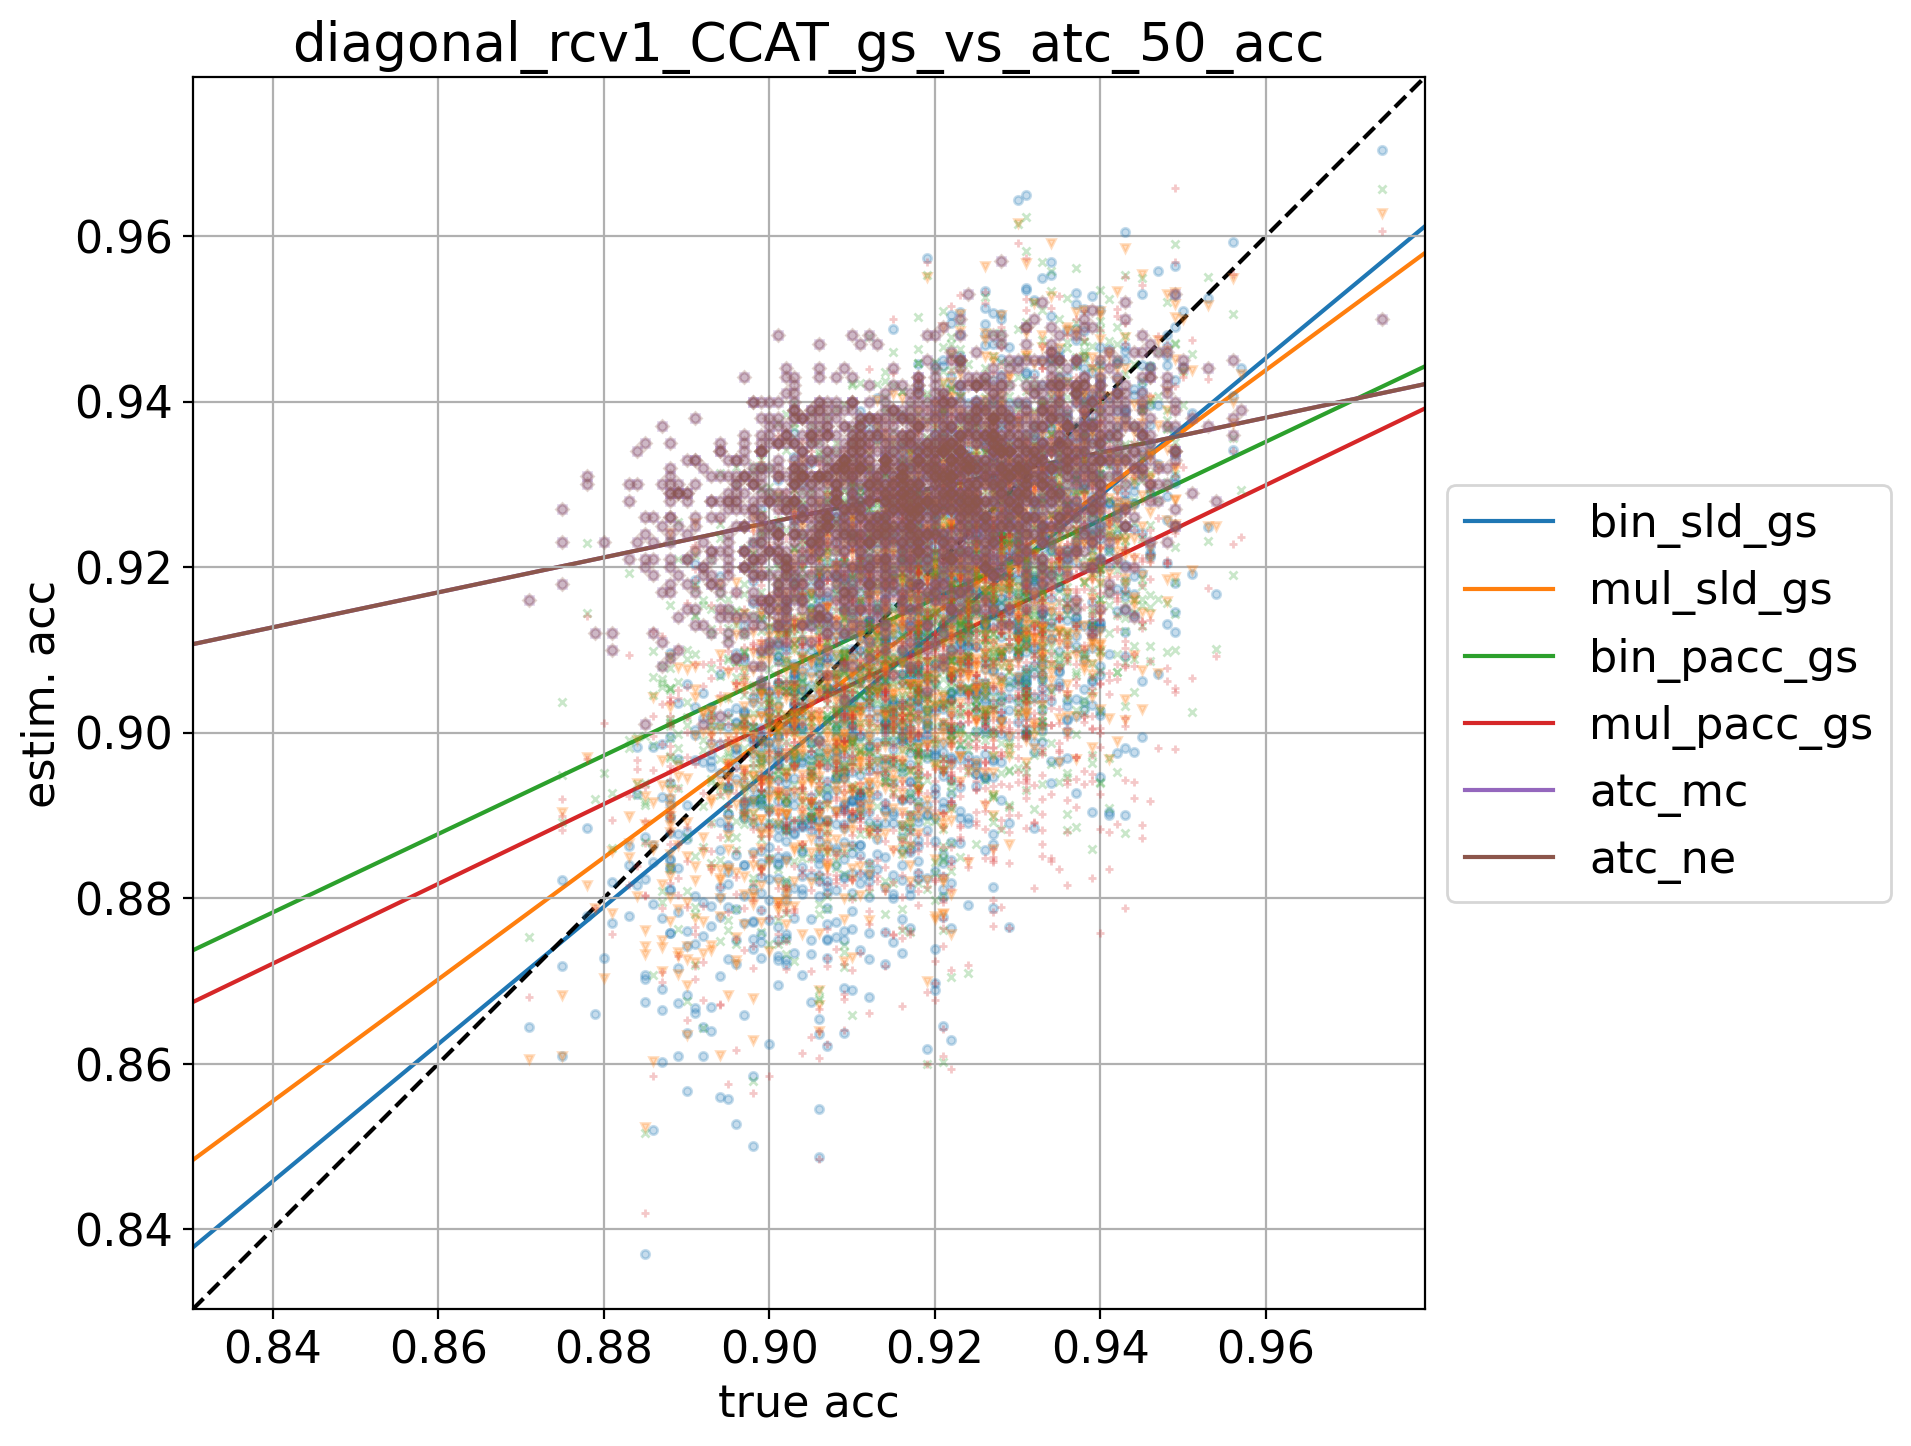 diagonal_rcv1_CCAT_gs_vs_atc_50_acc
0.96
0.94
0.92
0.90
0.88
0.86
0.84
estim. acc
0.84 0.86 0.88 0.90 0.92 0.94 0.96
true acc
bin_sld_gs
mul_sld_gs
bin_pacc_gs
mul_pacc_gs
atc_mc
atc_ne